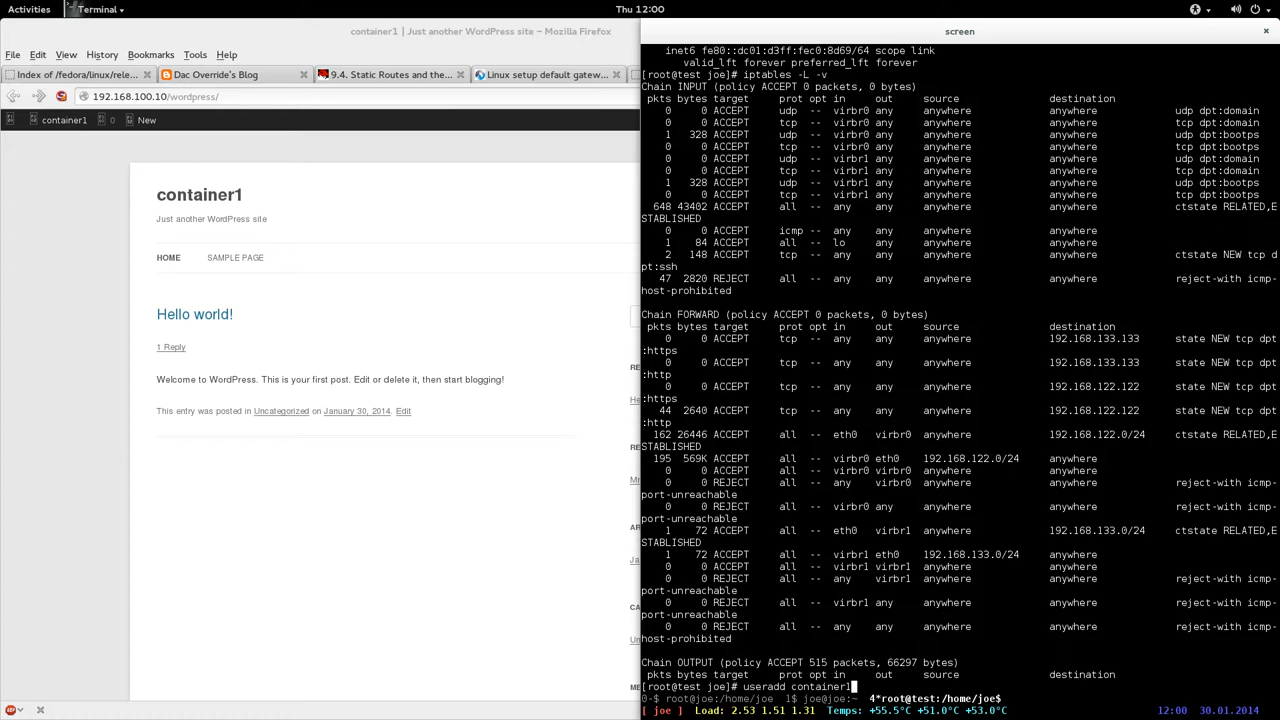 Activities Terminal Thu 12:00
container1 | Just another WordPress site – Mozilla Firefox
File Edit View History Bookmarks Tools Help
Index of /fedora/linux/rele... Dac Override's Blog 9.4. Static Routes and the... Linux setup default gatew...
192.168.100.10/wordpress/
container1 0 New
container1
Just another WordPress site
HOME SAMPLE PAGE
Hello world!
1 Reply
Welcome to WordPress. This is your first post. Edit or delete it, then start blogging!
This entry was posted in Uncategorized on January 30, 2014. Edit
screen
inet6 fe80::dc01:d3ff:fec0:8d69/64 scope link
valid_lft forever preferred_lft forever
[root@test joe]# iptables -L -v
Chain INPUT (policy ACCEPT 0 packets, 0 bytes)
pkts bytes target prot opt in out source destination
0 0 ACCEPT udp -- virbr0 any anywhere anywhere udp dpt:domain
0 0 ACCEPT tcp -- virbr0 any anywhere anywhere tcp dpt:domain
1 328 ACCEPT udp -- virbr0 any anywhere anywhere udp dpt:bootps
0 0 ACCEPT tcp -- virbr0 any anywhere anywhere tcp dpt:bootps
0 0 ACCEPT udp -- virbr1 any anywhere anywhere udp dpt:domain
0 0 ACCEPT tcp -- virbr1 any anywhere anywhere tcp dpt:domain
1 328 ACCEPT udp -- virbr1 any anywhere anywhere udp dpt:bootps
0 0 ACCEPT tcp -- virbr1 any anywhere anywhere tcp dpt:bootps
648 43402 ACCEPT all -- any any anywhere anywhere ctstate RELATED,E
STABLISHED
0 0 ACCEPT icmp -- any any anywhere anywhere
1 84 ACCEPT all -- lo any anywhere anywhere
2 148 ACCEPT tcp -- any any anywhere anywhere ctstate NEW tcp d
pt:ssh
47 2820 REJECT all -- any any anywhere anywhere reject-with icmp-
host-prohibited
Chain FORWARD (policy ACCEPT 0 packets, 0 bytes)
pkts bytes target prot opt in out source destination
0 0 ACCEPT tcp -- any any anywhere 192.168.133.133 state NEW tcp dpt
:https
0 0 ACCEPT tcp -- any any anywhere 192.168.133.133 state NEW tcp dpt
:http
0 0 ACCEPT tcp -- any any anywhere 192.168.122.122 state NEW tcp dpt
:https
44 2640 ACCEPT tcp -- any any anywhere 192.168.122.122 state NEW tcp dpt
:http
162 26446 ACCEPT all -- eth0 virbr0 anywhere 192.168.122.0/24 ctstate RELATED,E
STABLISHED
195 569K ACCEPT all -- virbr0 eth0 192.168.122.0/24 anywhere
0 0 ACCEPT all -- virbr0 virbr0 anywhere anywhere
0 0 REJECT all -- any virbr0 anywhere anywhere reject-with icmp-
port-unreachable
0 0 REJECT all -- virbr0 any anywhere anywhere reject-with icmp-
port-unreachable
1 72 ACCEPT all -- eth0 virbr1 anywhere 192.168.133.0/24 ctstate RELATED,E
STABLISHED
1 72 ACCEPT all -- virbr1 eth0 192.168.133.0/24 anywhere
0 0 ACCEPT all -- virbr1 virbr1 anywhere anywhere
0 0 REJECT all -- any virbr1 anywhere anywhere reject-with icmp-
port-unreachable
0 0 REJECT all -- virbr1 any anywhere anywhere reject-with icmp-
port-unreachable
0 0 REJECT all -- any any anywhere anywhere reject-with icmp-
host-prohibited
Chain OUTPUT (policy ACCEPT 515 packets, 66297 bytes)
pkts bytes target prot opt in out source destination
[root@test joe]# useradd container1
0-$ root@joe:/home/joe 1$ joe@joe:~ 4*root@test:/home/joe$
[ joe ] Load: 2.53 1.51 1.31 Temps: +55.5°C +51.0°C +53.0°C 12:00 30.01.2014